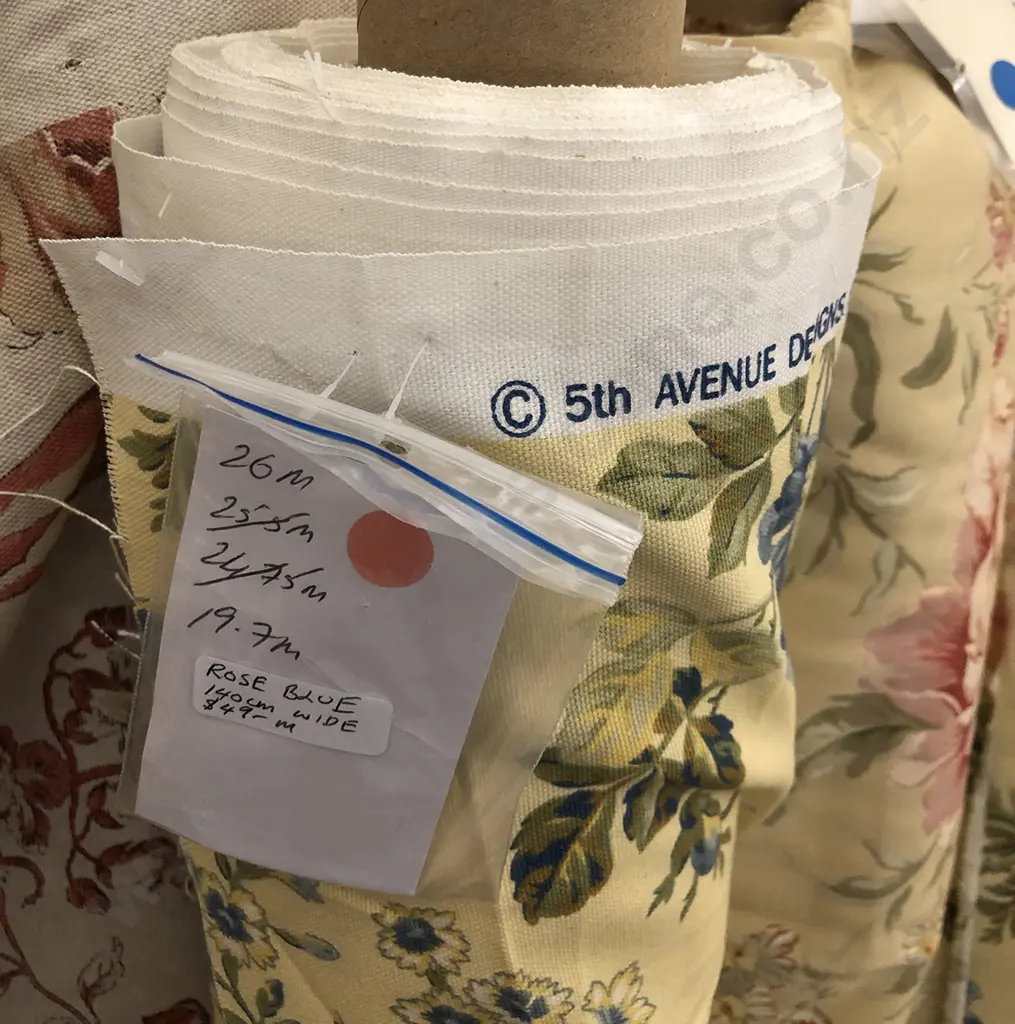 © 5th AVENUE DESIGNS
26m
25.5m
24.75m
19.7m
ROSE BLUE
140cm WIDE
$49- m